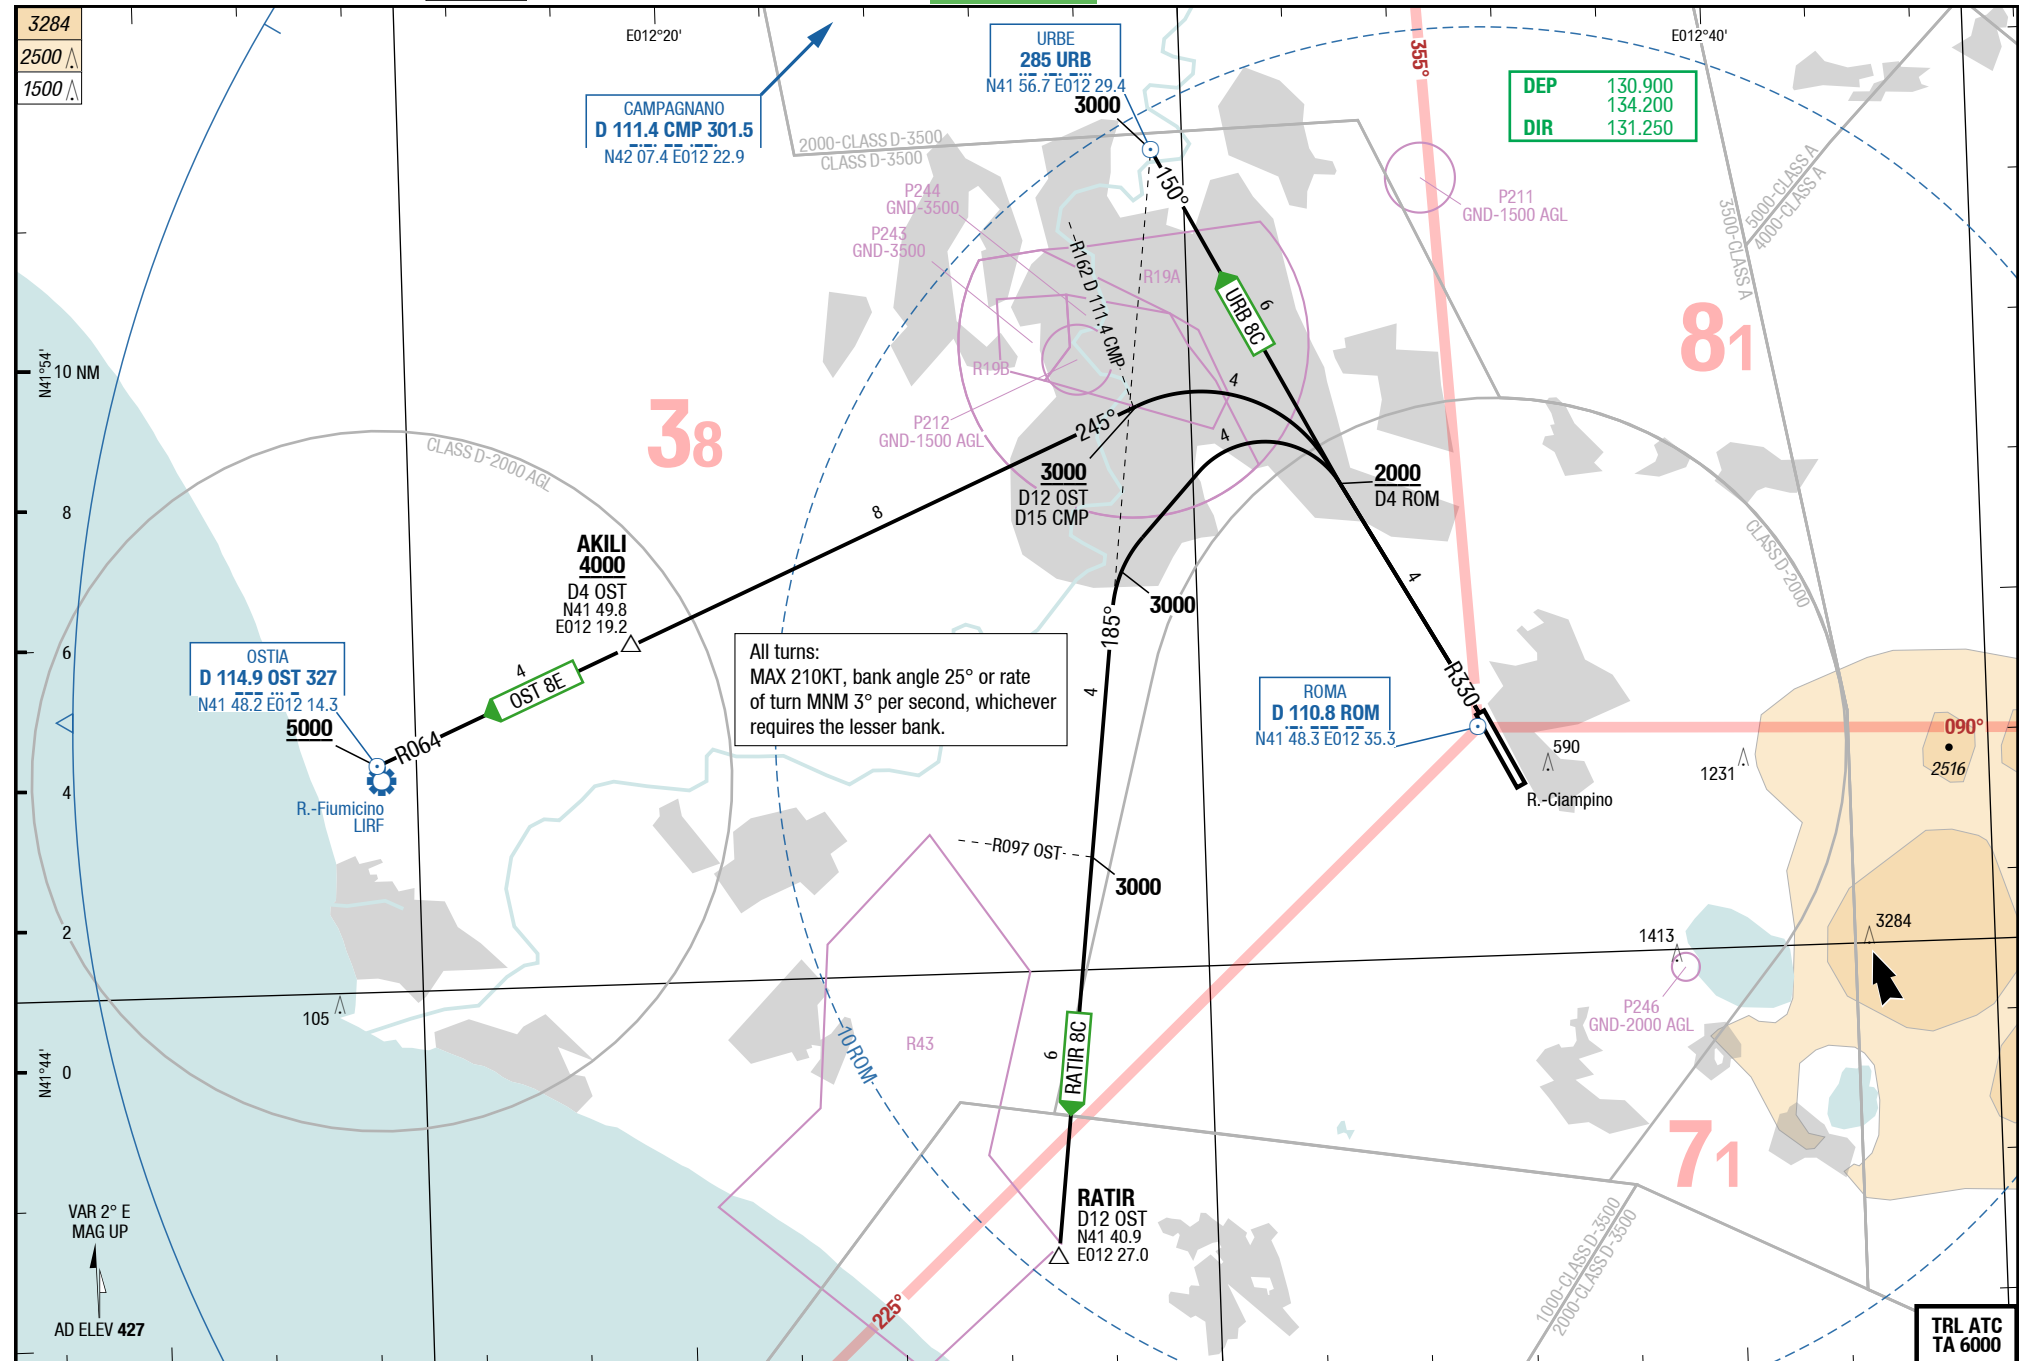 3284
2500
1500
E012°20'
E012°40'
URBE
285 URB
N41 56.7 E012 29.4
3000
CAMPAGNANO
D 111.4 CMP 301.5
N42 07.4 E012 22.9
355°
DEP 130.900
134.200
DIR 131.250
2000-CLASS D-3500
CLASS D-3500
P244
GND-3500
P243
GND-3500
P211
GND-1500 AGL
150°
R162 D 111.4 CMP
R19A
URB 8C
6
3500-CLASS A
5000-CLASS A
4000-CLASS A
81
N41°54'
10 NM
R19B
P212
GND-1500 AGL
4
4
245°
38
CLASS D-2000 AGL
3000
D12 OST
D15 CMP
2000
D4 ROM
8
8
CLASS D-2000
AKILI
4000
D4 OST
N41 49.8
E012 19.2
4
3000
185°
6
All turns:
MAX 210KT, bank angle 25° or rate
of turn MNM 3° per second, whichever
requires the lesser bank.
OSTIA
D 114.9 OST 327
N41 48.2 E012 14.3
5000
4
OST 8E
R064
4
R330
ROMA
D 110.8 ROM
N41 48.3 E012 35.3
090°
2516
590
1231
R.-Ciampino
4
R.-Fiumicino
LIRF
R097 OST
3000
2
1413
3284
105
P246
GND-2000 AGL
10 ROM
R43
6
RATIR 8C
N41°44'
0
71
RATIR
D12 OST
N41 40.9
E012 27.0
VAR 2° E
MAG UP
AD ELEV 427
225°
1000-CLASS D-3500
2000-CLASS D-3500
TRL ATC
TA 6000